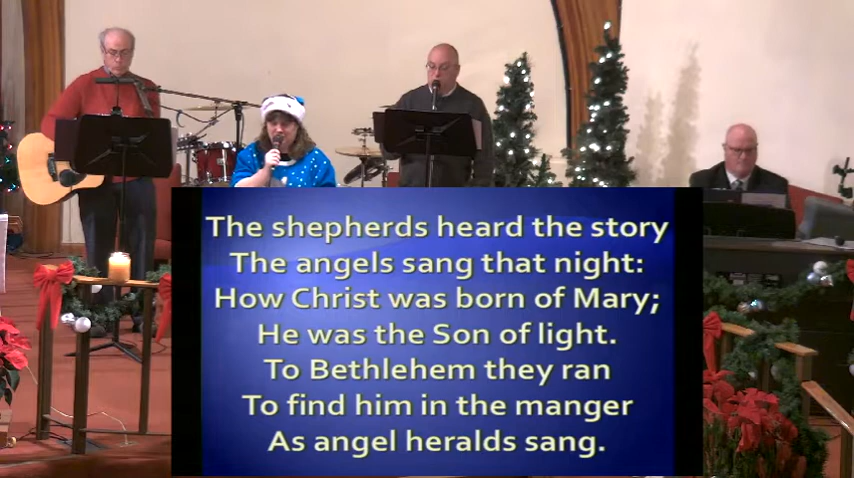 The shepherds heard the story
The angels sang that night:
How Christ was born of Mary;
He was the Son of light.
To Bethlehem they ran
To find him in the manger
As angel heralds sang.